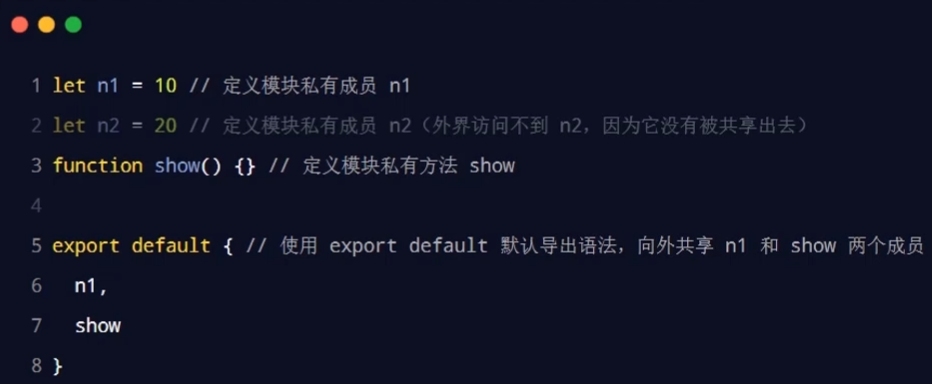 1 let n1 = 10 // 定义模块私有成员 n1
2 let n2 = 20 // 定义模块私有成员 n2（外界访问不到 n2，因为它没有被共享出去）
3 function show() {} // 定义模块私有方法 show
4
5 export default { // 使用 export default 默认导出语法，向外共享 n1 和 show 两个成员
6   n1,
7   show
8 }